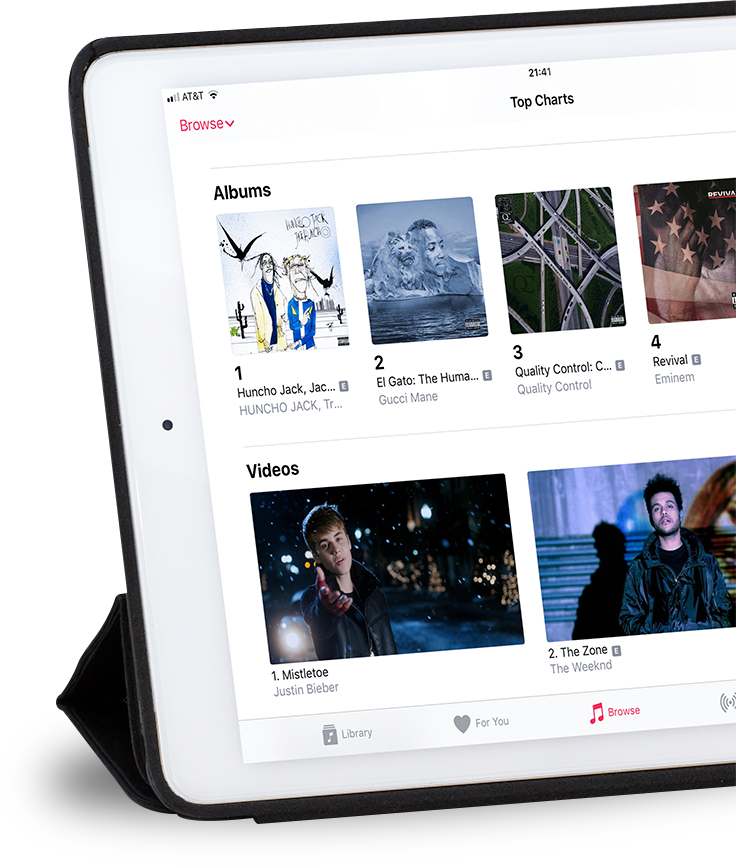 AT&T
21:41
Browse
Top Charts
Albums
HUNCHO JACK
JACK HUNCHO
REVIVAL
QC
1
Huncho Jack, Jac... E
HUNCHO JACK, Tr...
2
El Gato: The Huma... E
Gucci Mane
3
Quality Control: C... E
Quality Control
4
Revival E
Eminem
Videos
1. Mistletoe
Justin Bieber
2. The Zone E
The Weeknd
Library
For You
Browse